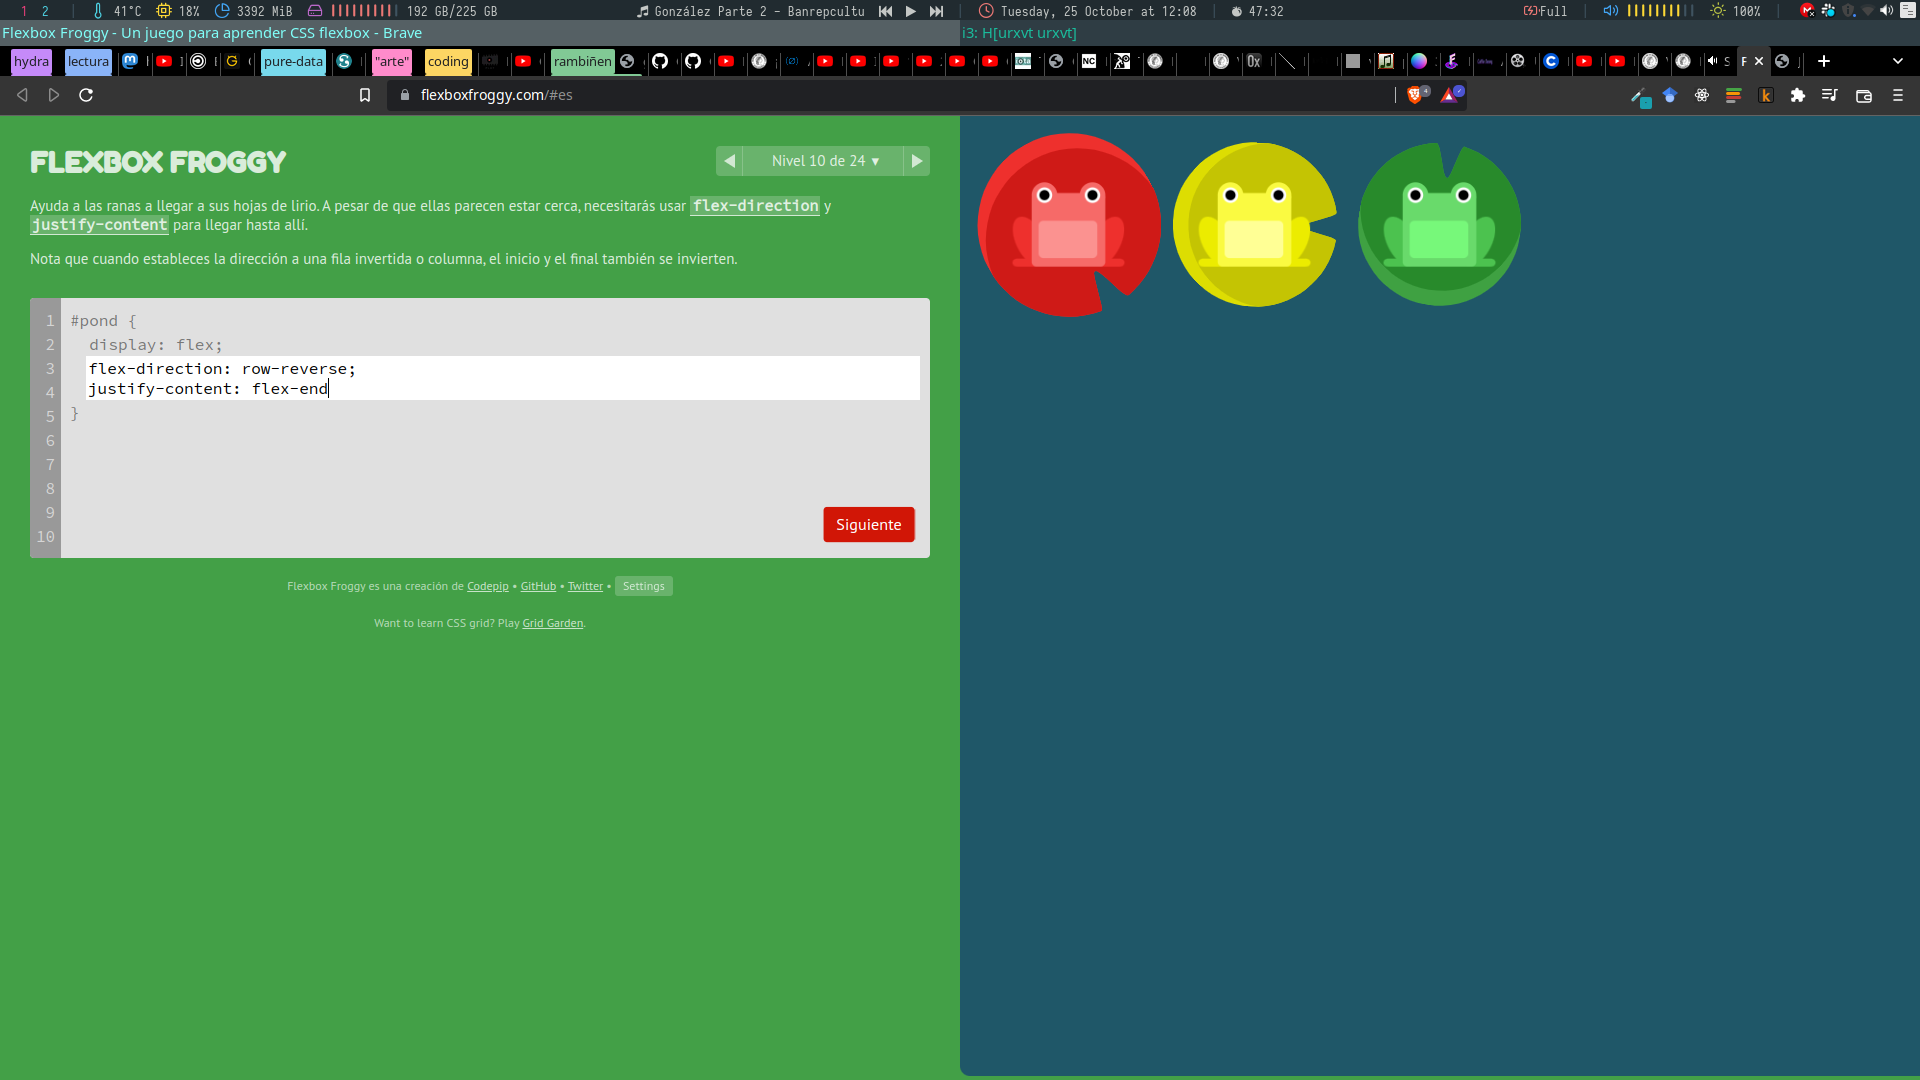 1 2 41°C 18% 3392 MiB 192 GB/225 GB González Parte 2 - Banrepcultu Tuesday, 25 October at 12:08 47:32 Full 100%
Flexbox Froggy - Un juego para aprender CSS flexbox - Brave i3: H[urxvt urxvt]
hydra lectura pure-data "arte" coding rambiñen
flexboxfroggy.com/#es
FLEXBOX FROGGY
Nivel 10 de 24 ▼
Ayuda a las ranas a llegar a sus hojas de lirio. A pesar de que ellas parecen estar cerca, necesitarás usar flex-direction y
justify-content para llegar hasta allí.
Nota que cuando estableces la dirección a una fila invertida o columna, el inicio y el final también se invierten.
1 #pond {
2 display: flex;
3 flex-direction: row-reverse;
4 justify-content: flex-end
5 }
6
7
8
9
10
Siguiente
Flexbox Froggy es una creación de Codepip • GitHub • Twitter • Settings
Want to learn CSS grid? Play Grid Garden.